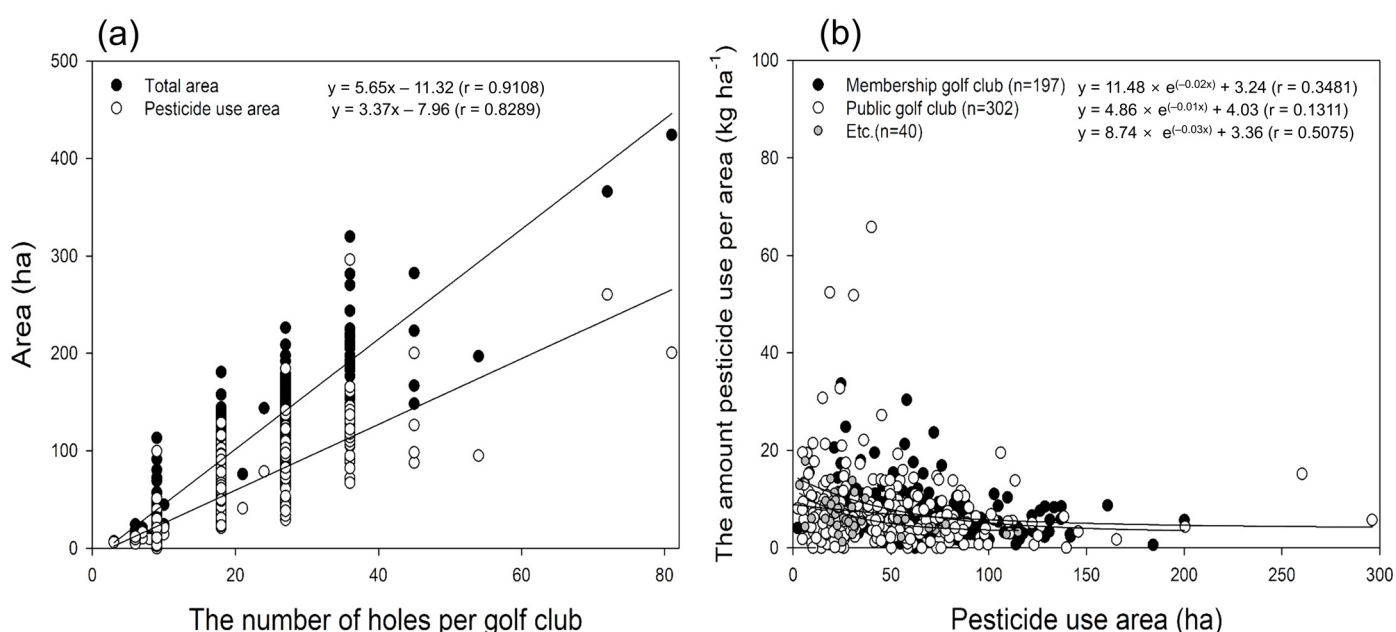 (a)
500
400
300
200
100
0
Area (ha)
Total area y = 5.65x – 11.32 (r = 0.9108)
Pesticide use area y = 3.37x – 7.96 (r = 0.8289)
0 20 40 60 80
The number of holes per golf club
(b)
100
80
60
40
20
0
The amount pesticide use per area (kg ha⁻¹)
Membership golf club (n=197) y = 11.48 × e^(–0.02x) + 3.24 (r = 0.3481)
Public golf club (n=302) y = 4.86 × e^(–0.01x) + 4.03 (r = 0.1311)
Etc.(n=40) y = 8.74 × e^(–0.03x) + 3.36 (r = 0.5075)
0 50 100 150 200 250 300
Pesticide use area (ha)